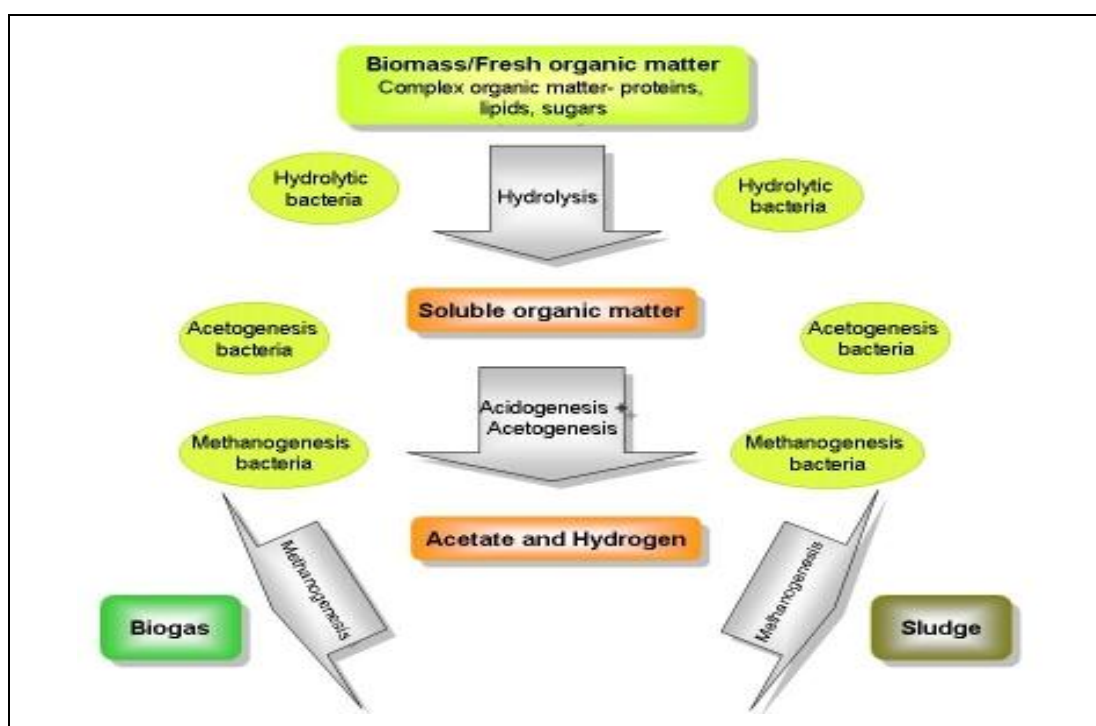 Biomass/Fresh organic matter
Complex organic matter- proteins,
lipids, sugars
Hydrolytic
bacteria
Hydrolysis
Hydrolytic
bacteria
Soluble organic matter
Acetogenesis
bacteria
Acetogenesis
bacteria
Acidogenesis +
Acetogenesis
Methanogenesis
bacteria
Methanogenesis
bacteria
Acetate and Hydrogen
Methanogenesis
Methanogenesis
Biogas
Sludge